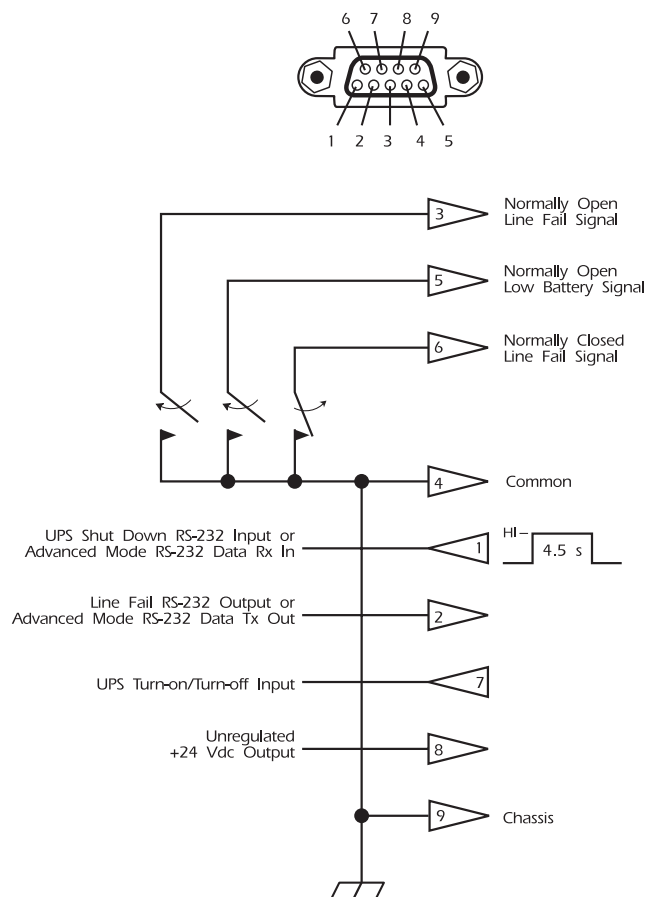 6 7 8 9
1 2 3 4 5
3
Normally Open
Line Fail Signal
5
Normally Open
Low Battery Signal
6
Normally Closed
Line Fail Signal
4
Common
UPS Shut Down RS-232 Input or
Advanced Mode RS-232 Data Rx In
1
HI
4.5 s
Line Fail RS-232 Output or
Advanced Mode RS-232 Data Tx Out
2
UPS Turn-on/Turn-off Input
7
Unregulated
+24 Vdc Output
8
9
Chassis